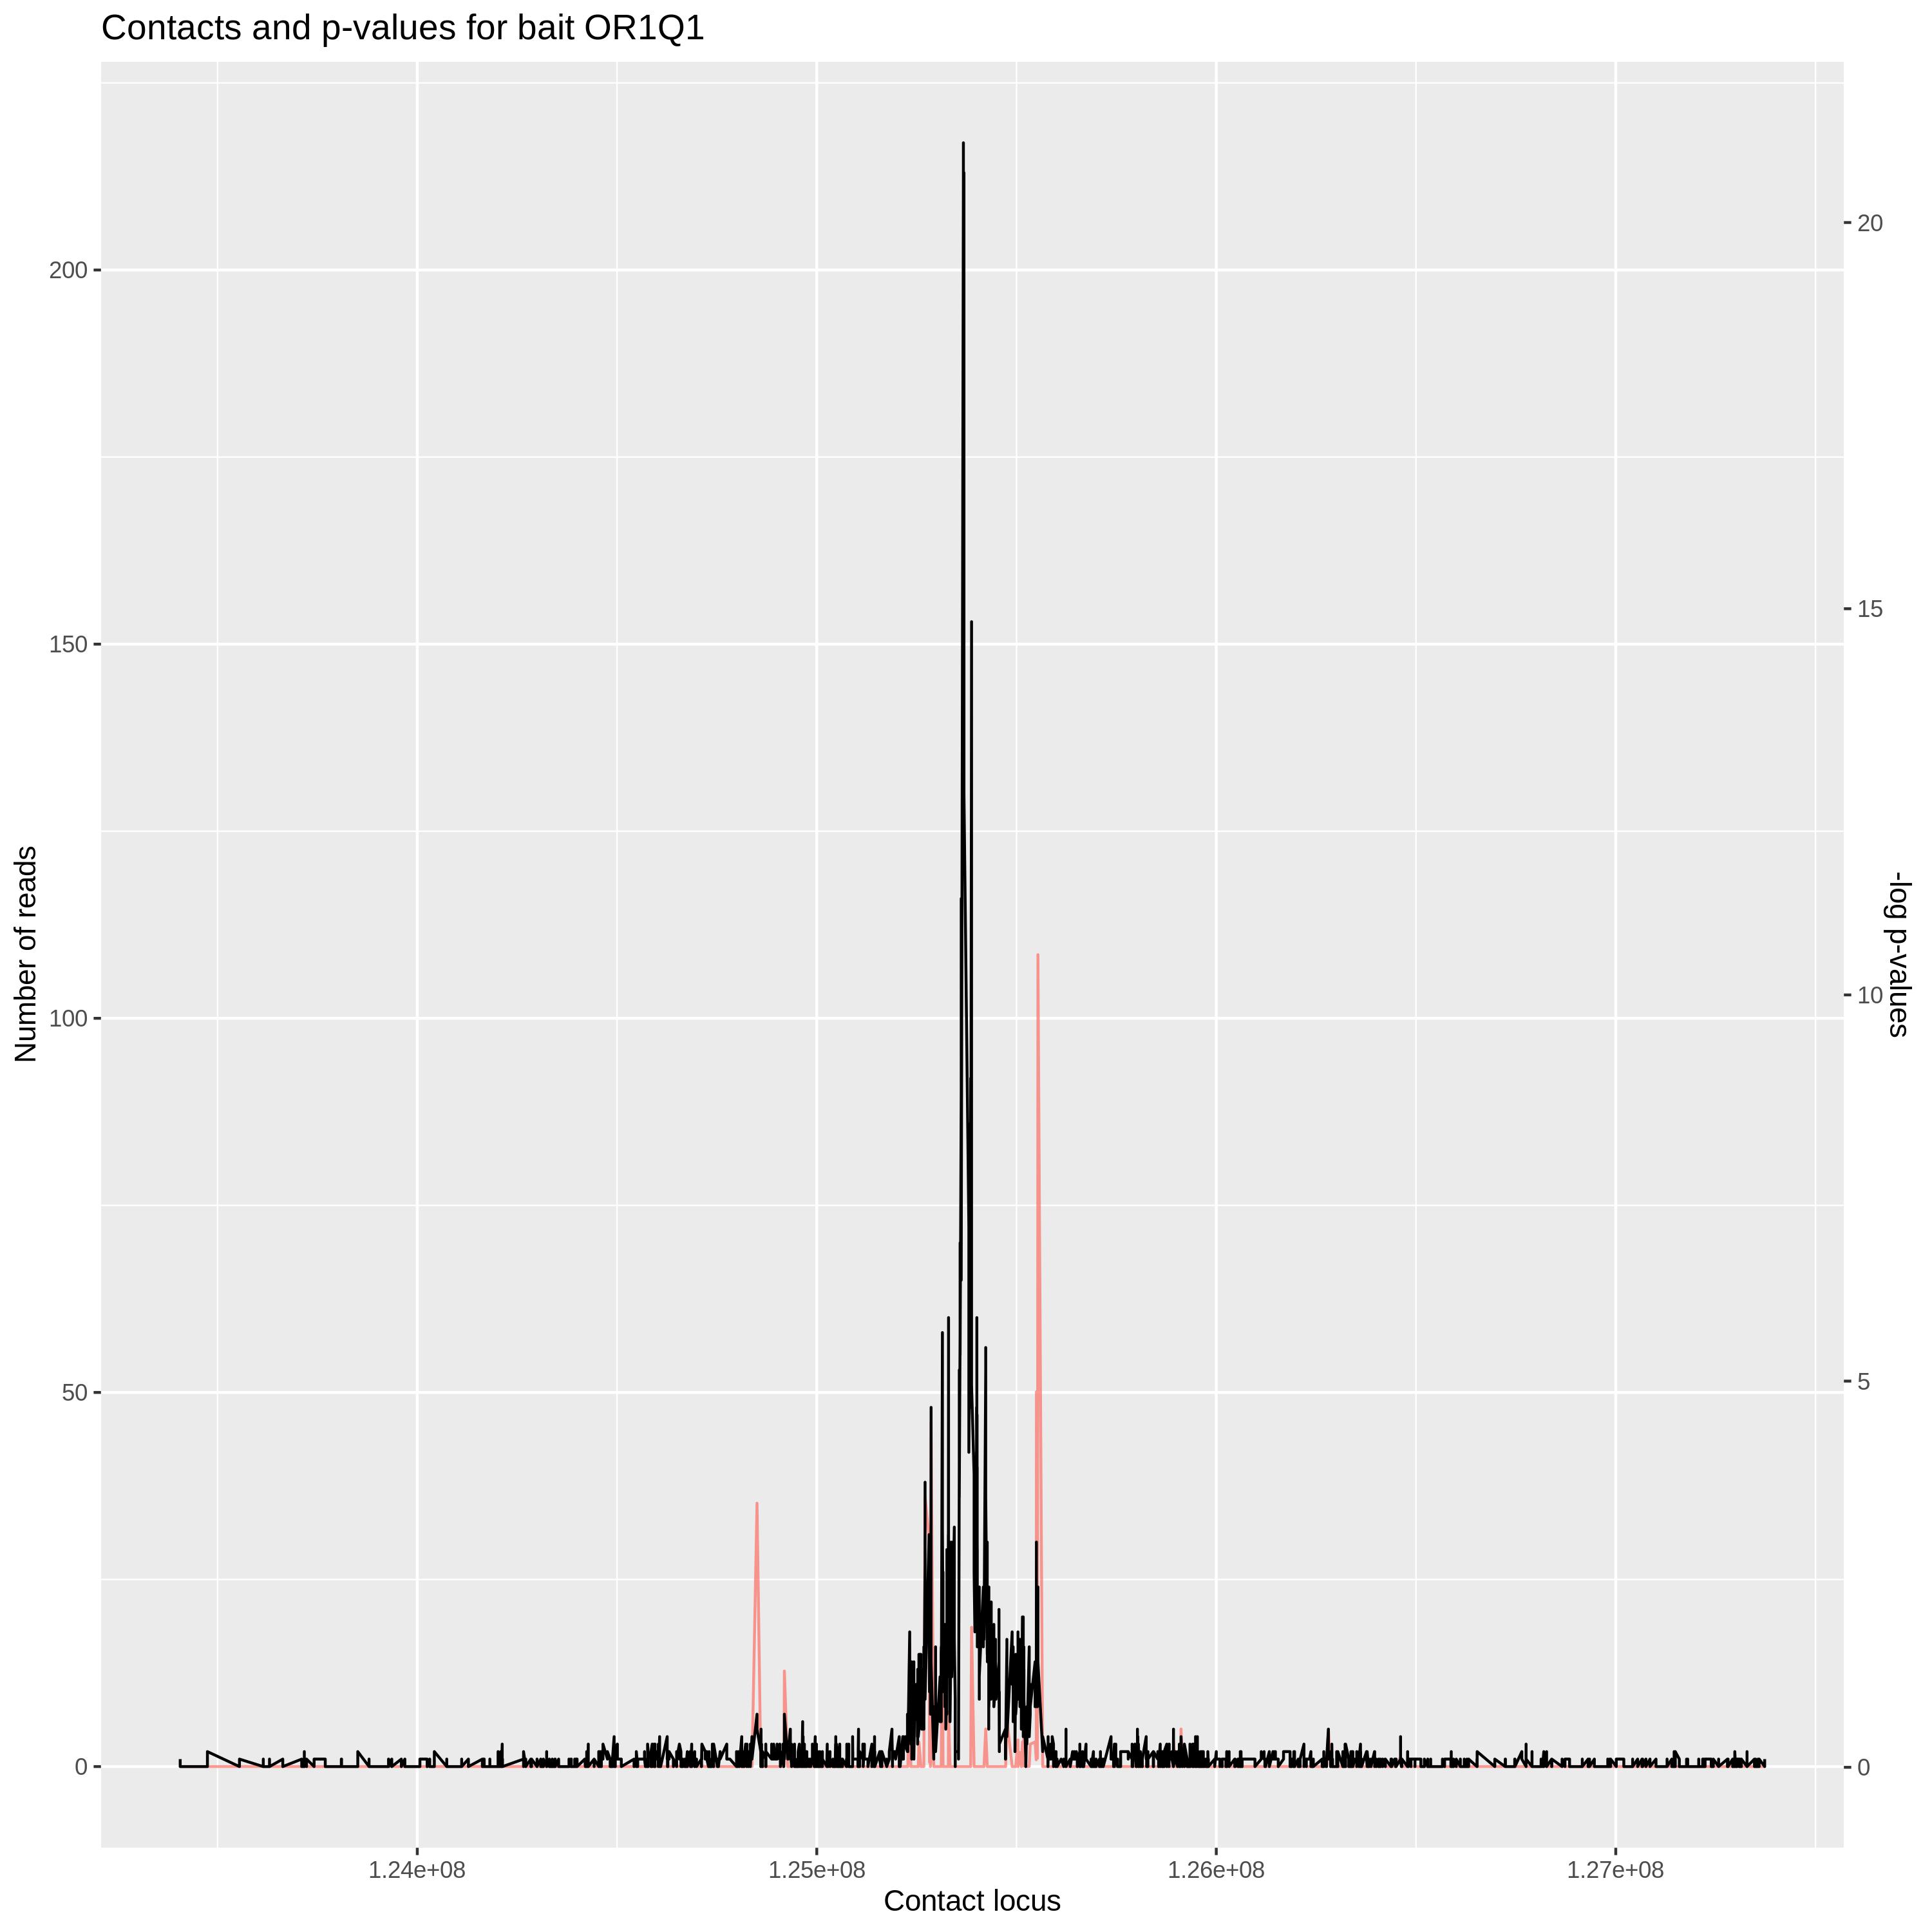 Contacts and p-values for bait OR1Q1
Number of reads
200
150
100
50
0
20
15
10
5
0
-log p-values
1.24e+08 1.25e+08 1.26e+08 1.27e+08
Contact locus